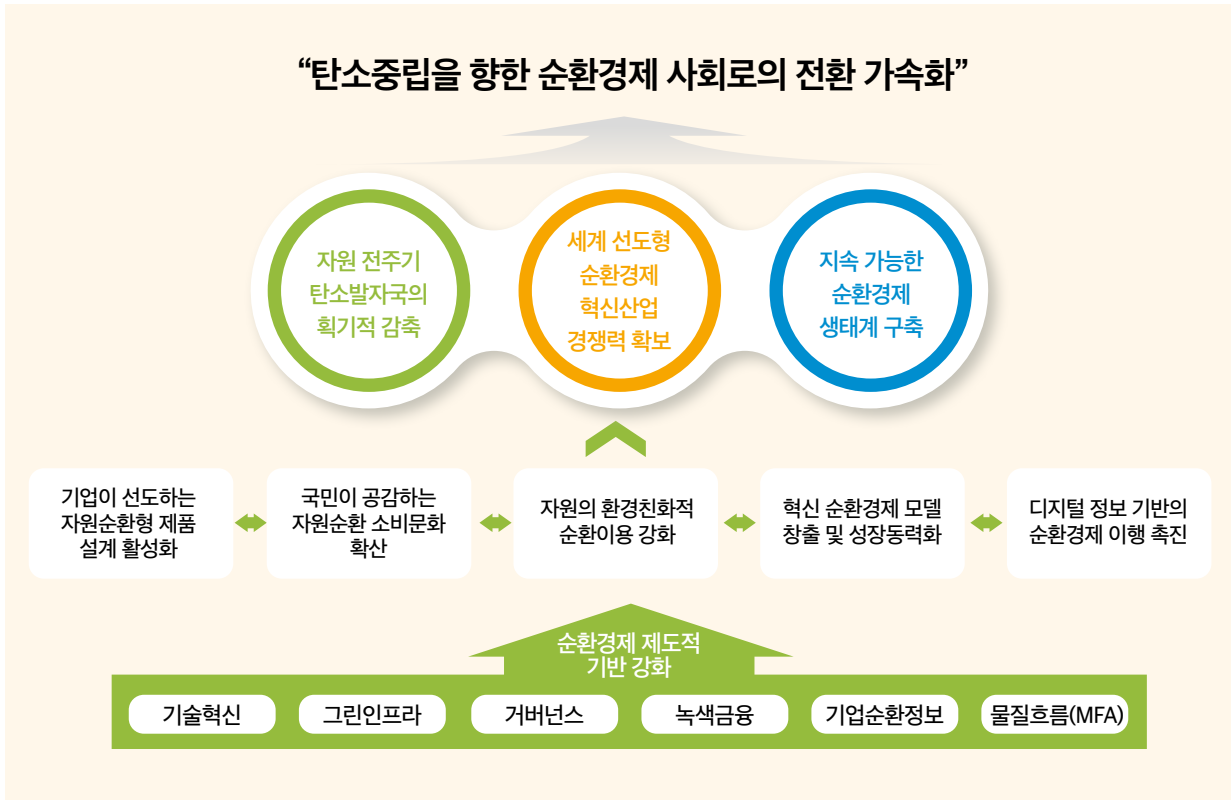 “탄소중립을 향한 순환경제 사회로의 전환 가속화”
자원 전주기
탄소발자국의
획기적 감축
세계 선도형
순환경제
혁신산업
경쟁력 확보
지속 가능한
순환경제
생태계 구축
기업이 선도하는
자원순환형 제품
설계 활성화
국민이 공감하는
자원순환 소비문화
확산
자원의 환경친화적
순환이용 강화
혁신 순환경제 모델
창출 및 성장동력화
디지털 정보 기반의
순환경제 이행 촉진
순환경제 제도적
기반 강화
기술혁신
그린인프라
거버넌스
녹색금융
기업순환정보
물질흐름(MFA)